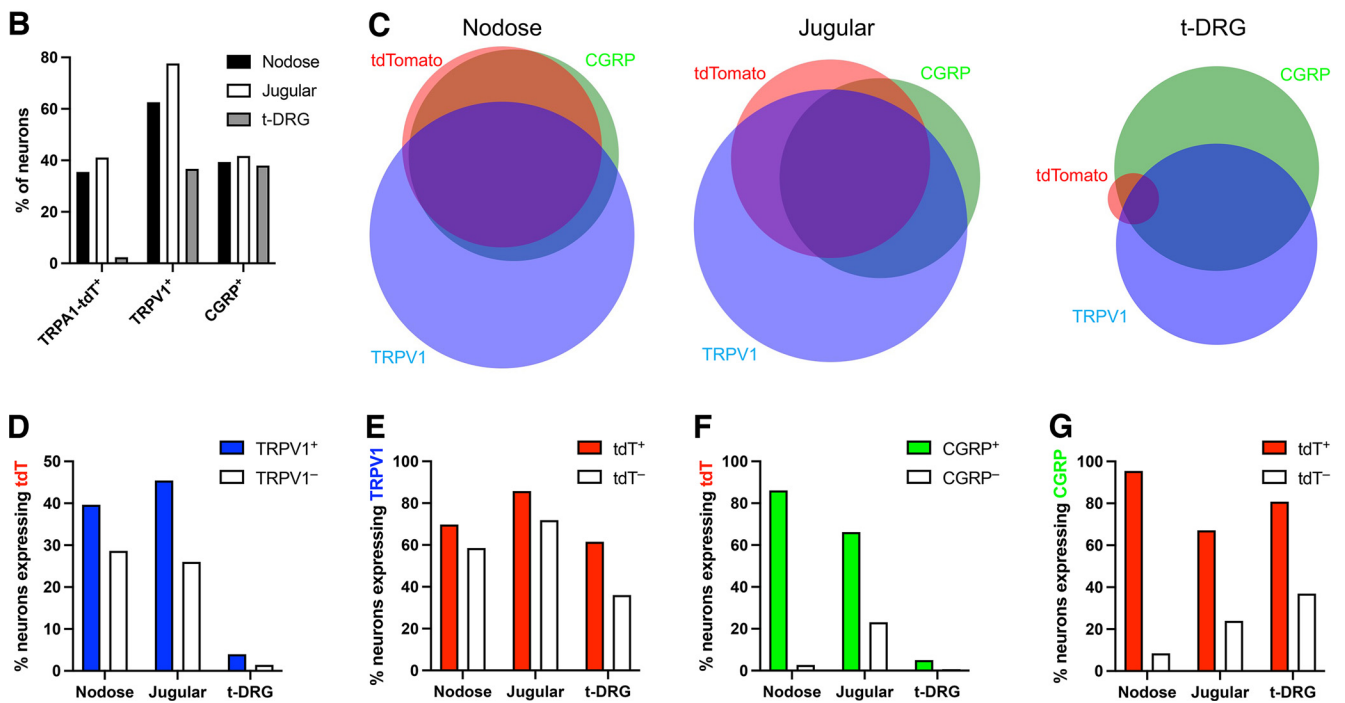 B
% of neurons
80
60
40
20
0
Nodose
Jugular
t-DRG
TRPA1-tdT⁺
TRPV1⁺
CGRP⁺
C
Nodose
tdTomato
CGRP
TRPV1
Jugular
tdTomato
CGRP
TRPV1
t-DRG
CGRP
tdTomato
TRPV1
D
% neurons expressing tdT
50
40
30
20
10
0
TRPV1⁺
TRPV1⁻
Nodose Jugular t-DRG
E
% neurons expressing TRPV1
100
80
60
40
20
0
tdT⁺
tdT⁻
Nodose Jugular t-DRG
F
% neurons expressing tdT
100
80
60
40
20
0
CGRP⁺
CGRP⁻
Nodose Jugular t-DRG
G
% neurons expressing CGRP
100
80
60
40
20
0
tdT⁺
tdT⁻
Nodose Jugular t-DRG